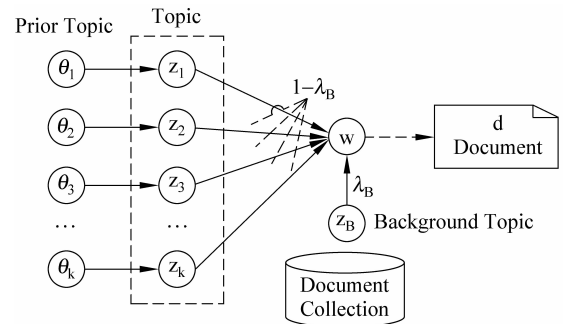 Prior Topic
Topic
θ1
z1
1−λB
θ2
z2
w
d
Document
θ3
z3
λB
...
...
zB
Background Topic
θk
zk
Document
Collection